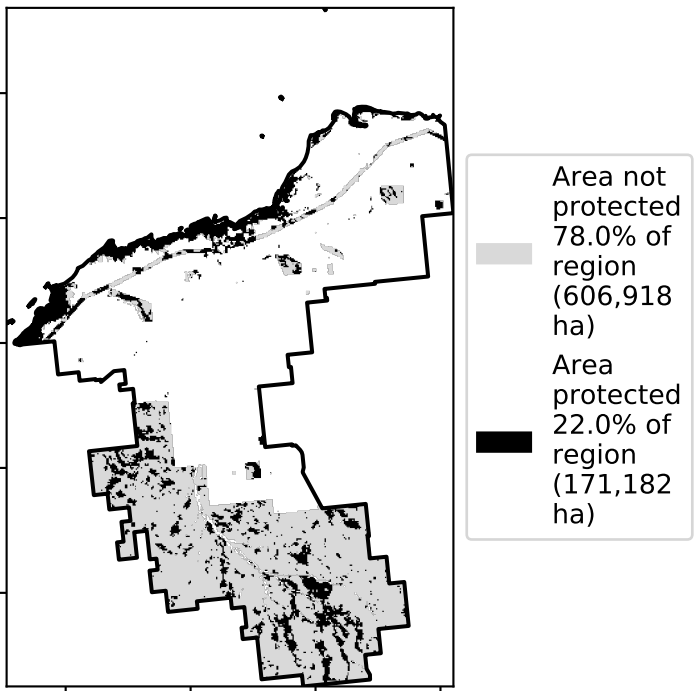 Area not
protected
78.0% of
region
(606,918
ha)
Area
protected
22.0% of
region
(171,182
ha)